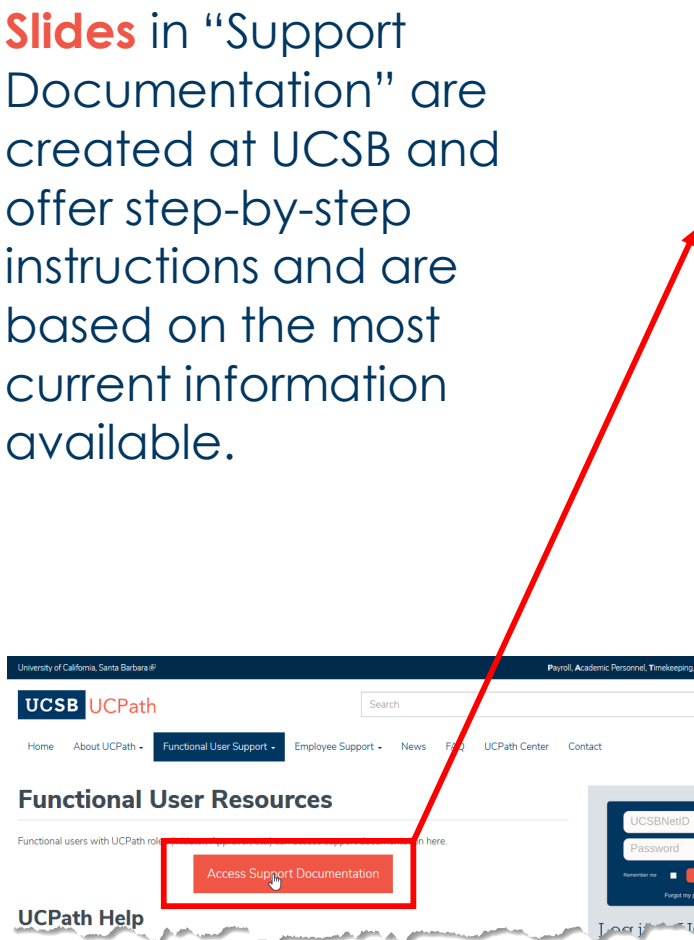 Slides in “Support
Documentation” are
created at UCSB and
offer step-by-step
instructions and are
based on the most
current information
available.
University of California, Santa Barbara
Payroll, Academic Personnel, Timekeeping,
UCSB UCPath
Search
Home About UCPath Functional User Support Employee Support News FAQ UCPath Center Contact
Functional User Resources
Functional users with UCPath here.
Access Support Documentation
UCSBNetID
Password
Remember me
Forgot my
UCPath Help